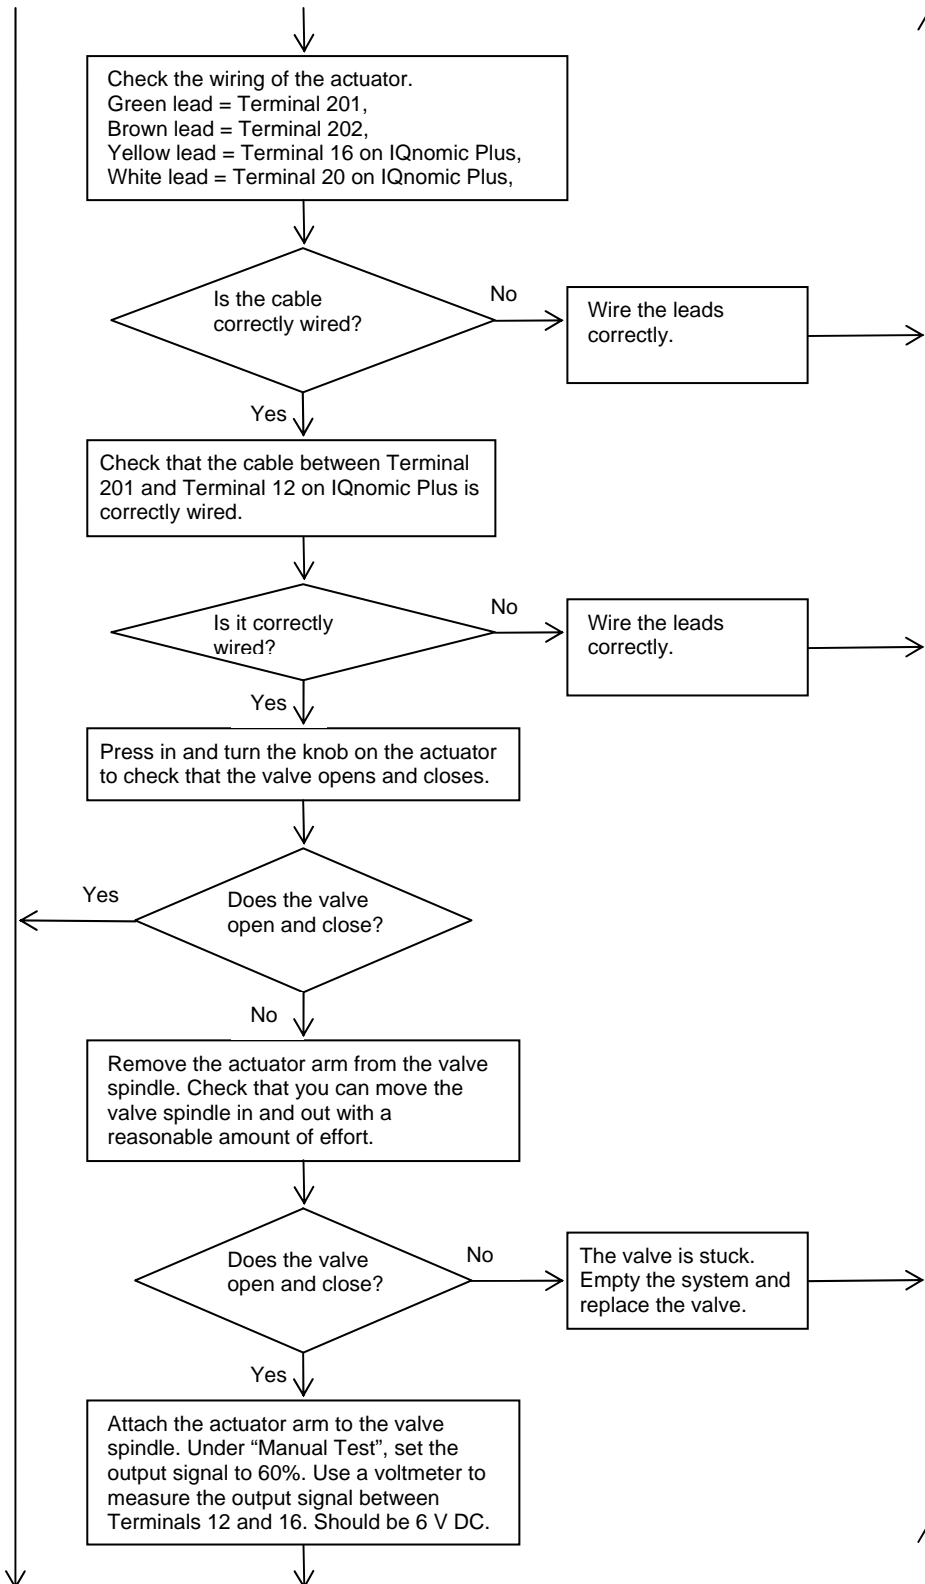 Check the wiring of the actuator.
Green lead = Terminal 201,
Brown lead = Terminal 202,
Yellow lead = Terminal 16 on IQnomic Plus,
White lead = Terminal 20 on IQnomic Plus,
Is the cable
correctly wired?
No
Wire the leads
correctly.
Yes
Check that the cable between Terminal
201 and Terminal 12 on IQnomic Plus is
correctly wired.
Is it correctly
wired?
No
Wire the leads
correctly.
Yes
Press in and turn the knob on the actuator
to check that the valve opens and closes.
Yes
Does the valve
open and close?
No
Remove the actuator arm from the valve
spindle. Check that you can move the
valve spindle in and out with a
reasonable amount of effort.
Does the valve
open and close?
No
The valve is stuck.
Empty the system and
replace the valve.
Yes
Attach the actuator arm to the valve
spindle. Under “Manual Test”, set the
output signal to 60%. Use a voltmeter to
measure the output signal between
Terminals 12 and 16. Should be 6 V DC.